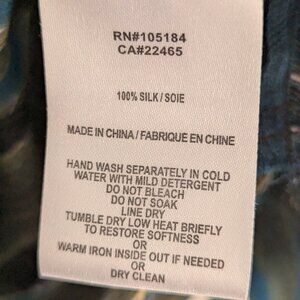 RN#105184
CA#22465
100% SILK / SOIE
MADE IN CHINA / FABRIQUE EN CHINE
HAND WASH SEPARATELY IN COLD
WATER WITH MILD DETERGENT
DO NOT BLEACH
DO NOT SOAK
LINE DRY
TUMBLE DRY LOW HEAT BRIEFLY
TO RESTORE SOFTNESS
OR
WARM IRON INSIDE OUT IF NEEDED
OR
DRY CLEAN